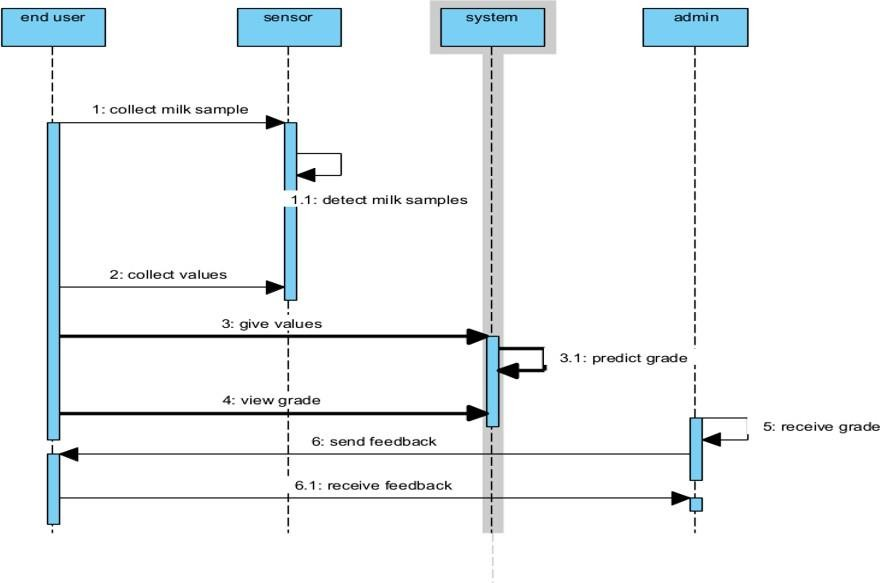 end user
sensor
system
admin
1: collect milk sample
1.1: detect milk samples
2: collect values
3: give values
3.1: predict grade
4: view grade
5: receive grade
6: send feedback
6.1: receive feedback